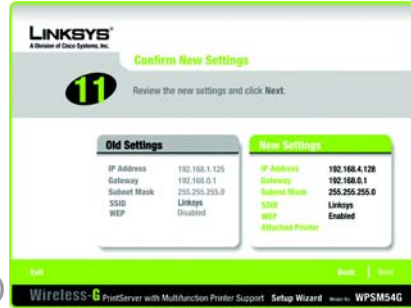 LINKSYS®
A Division of Cisco Systems, Inc.
Confirm New Settings
11
Review the new settings and click Next.
Old Settings
IP Address 192.168.1.125
Gateway 192.168.0.1
Subnet Mask 255.255.255.0
SSID Linksys
WEP Disabled
New Settings
IP Address 192.168.4.128
Gateway 192.168.0.1
Subnet Mask 255.255.255.0
SSID Linksys
WEP Enabled
Attached Printer
Exit
Back
Next
Wireless-G PrintServer with Multifunction Printer Support Setup Wizard Model No. WPSM54G